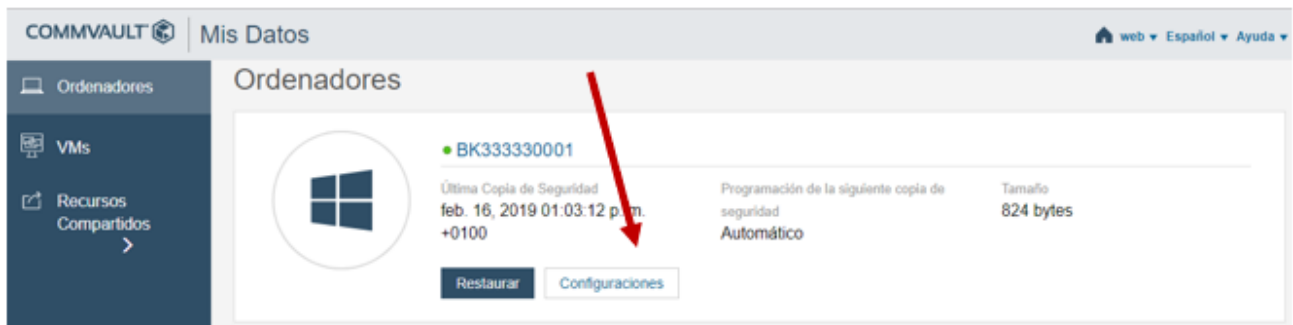 COMMVAULT Mis Datos
web Español Ayuda
Ordenadores
VMs
Recursos
Compartidos
Ordenadores
BK333330001
Última Copia de Seguridad
feb. 16, 2019 01:03:12 p. m.
+0100
Programación de la siguiente copia de
seguridad
Automático
Tamaño
824 bytes
Restaurar
Configuraciones